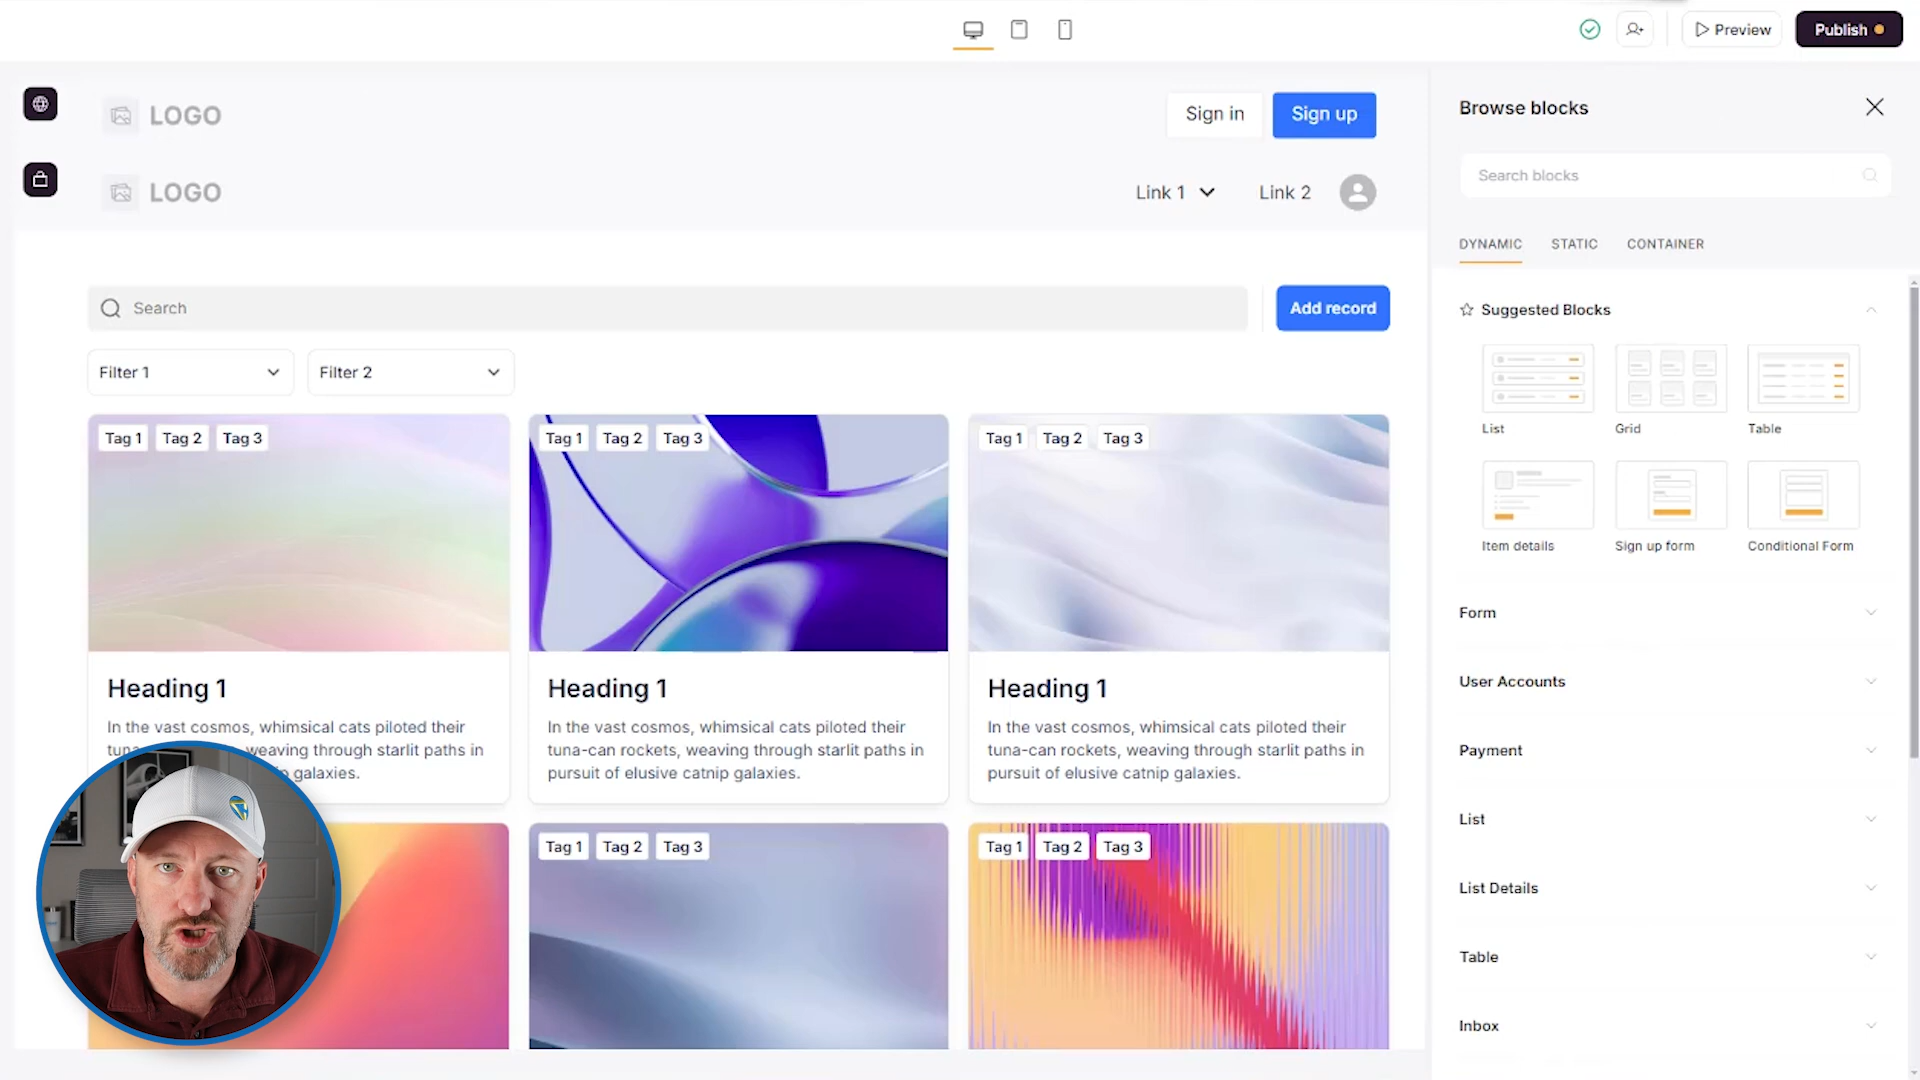 Preview
Publish
LOGO
Sign in
Sign up
LOGO
Link 1
Link 2
Search
Add record
Filter 1
Filter 2
Tag 1 Tag 2 Tag 3
Tag 1 Tag 2 Tag 3
Tag 1 Tag 2 Tag 3
Heading 1
In the vast cosmos, whimsical cats piloted their
weaving through starlit paths in
galaxies.
Heading 1
In the vast cosmos, whimsical cats piloted their
tuna-can rockets, weaving through starlit paths in
pursuit of elusive catnip galaxies.
Heading 1
In the vast cosmos, whimsical cats piloted their
tuna-can rockets, weaving through starlit paths in
pursuit of elusive catnip galaxies.
Tag 1 Tag 2 Tag 3
Tag 1 Tag 2 Tag 3
Browse blocks
Search blocks
DYNAMIC STATIC CONTAINER
Suggested Blocks
List
Grid
Table
Item details
Sign up form
Conditional Form
Form
User Accounts
Payment
List
List Details
Table
Inbox